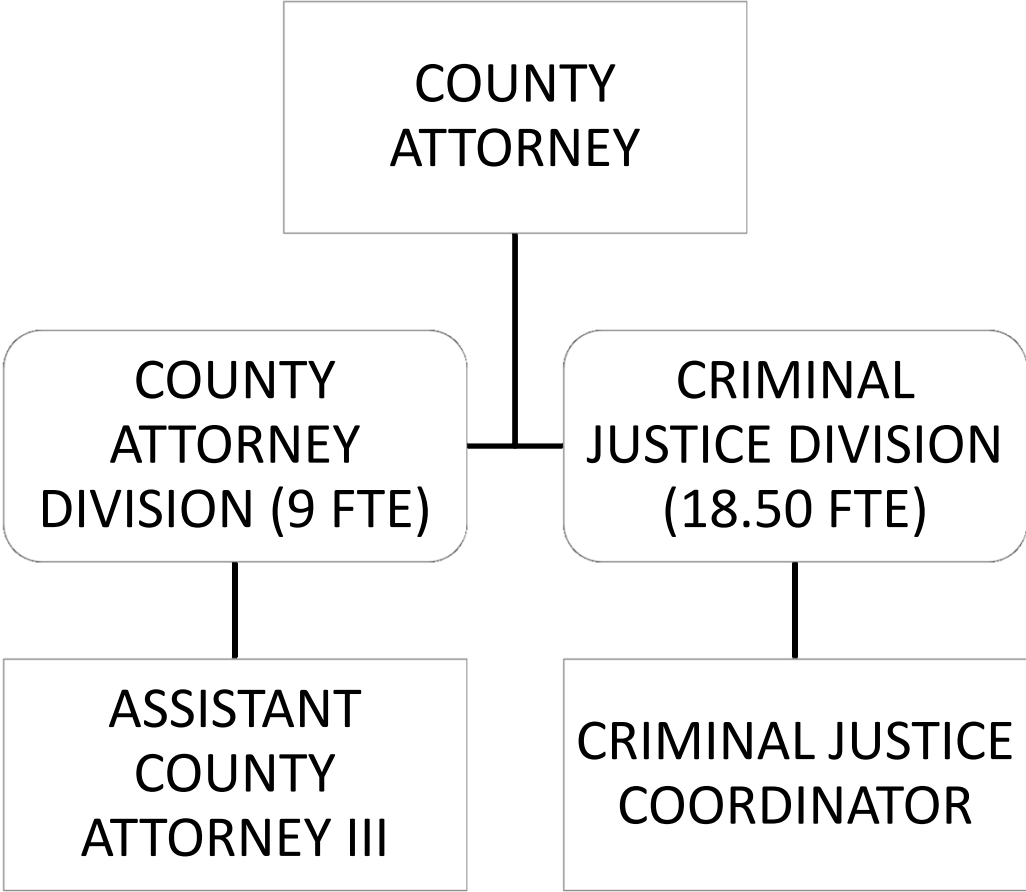 COUNTY
ATTORNEY
COUNTY
ATTORNEY
DIVISION (9 FTE)
CRIMINAL
JUSTICE DIVISION
(18.50 FTE)
ASSISTANT
COUNTY
ATTORNEY III
CRIMINAL JUSTICE
COORDINATOR